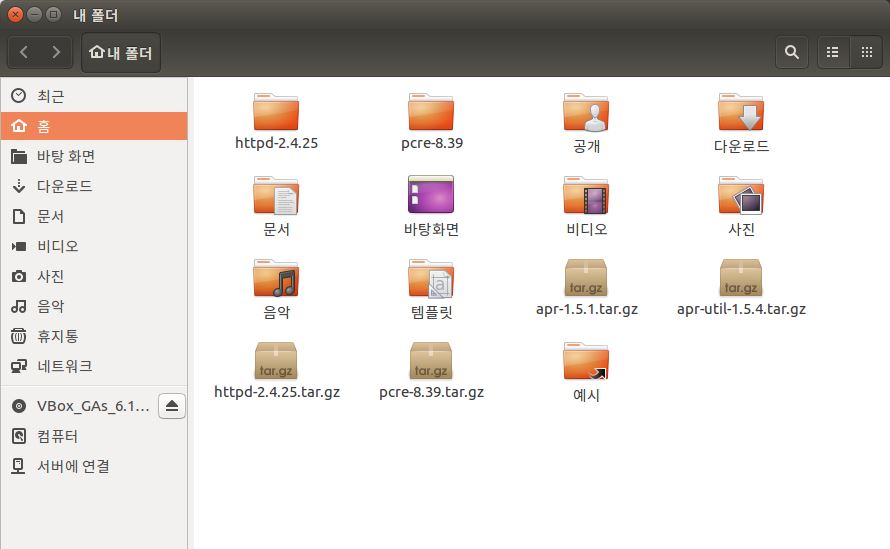 내 폴더
내 폴더
최근
홈
바탕 화면
다운로드
문서
비디오
사진
음악
휴지통
네트워크
VBox_GAs_6.1...
컴퓨터
서버에 연결
httpd-2.4.25
pcre-8.39
공개
다운로드
문서
바탕화면
비디오
사진
음악
템플릿
tar.gz
apr-1.5.1.tar.gz
tar.gz
apr-util-1.5.4.tar.gz
tar.gz
httpd-2.4.25.tar.gz
tar.gz
pcre-8.39.tar.gz
예시